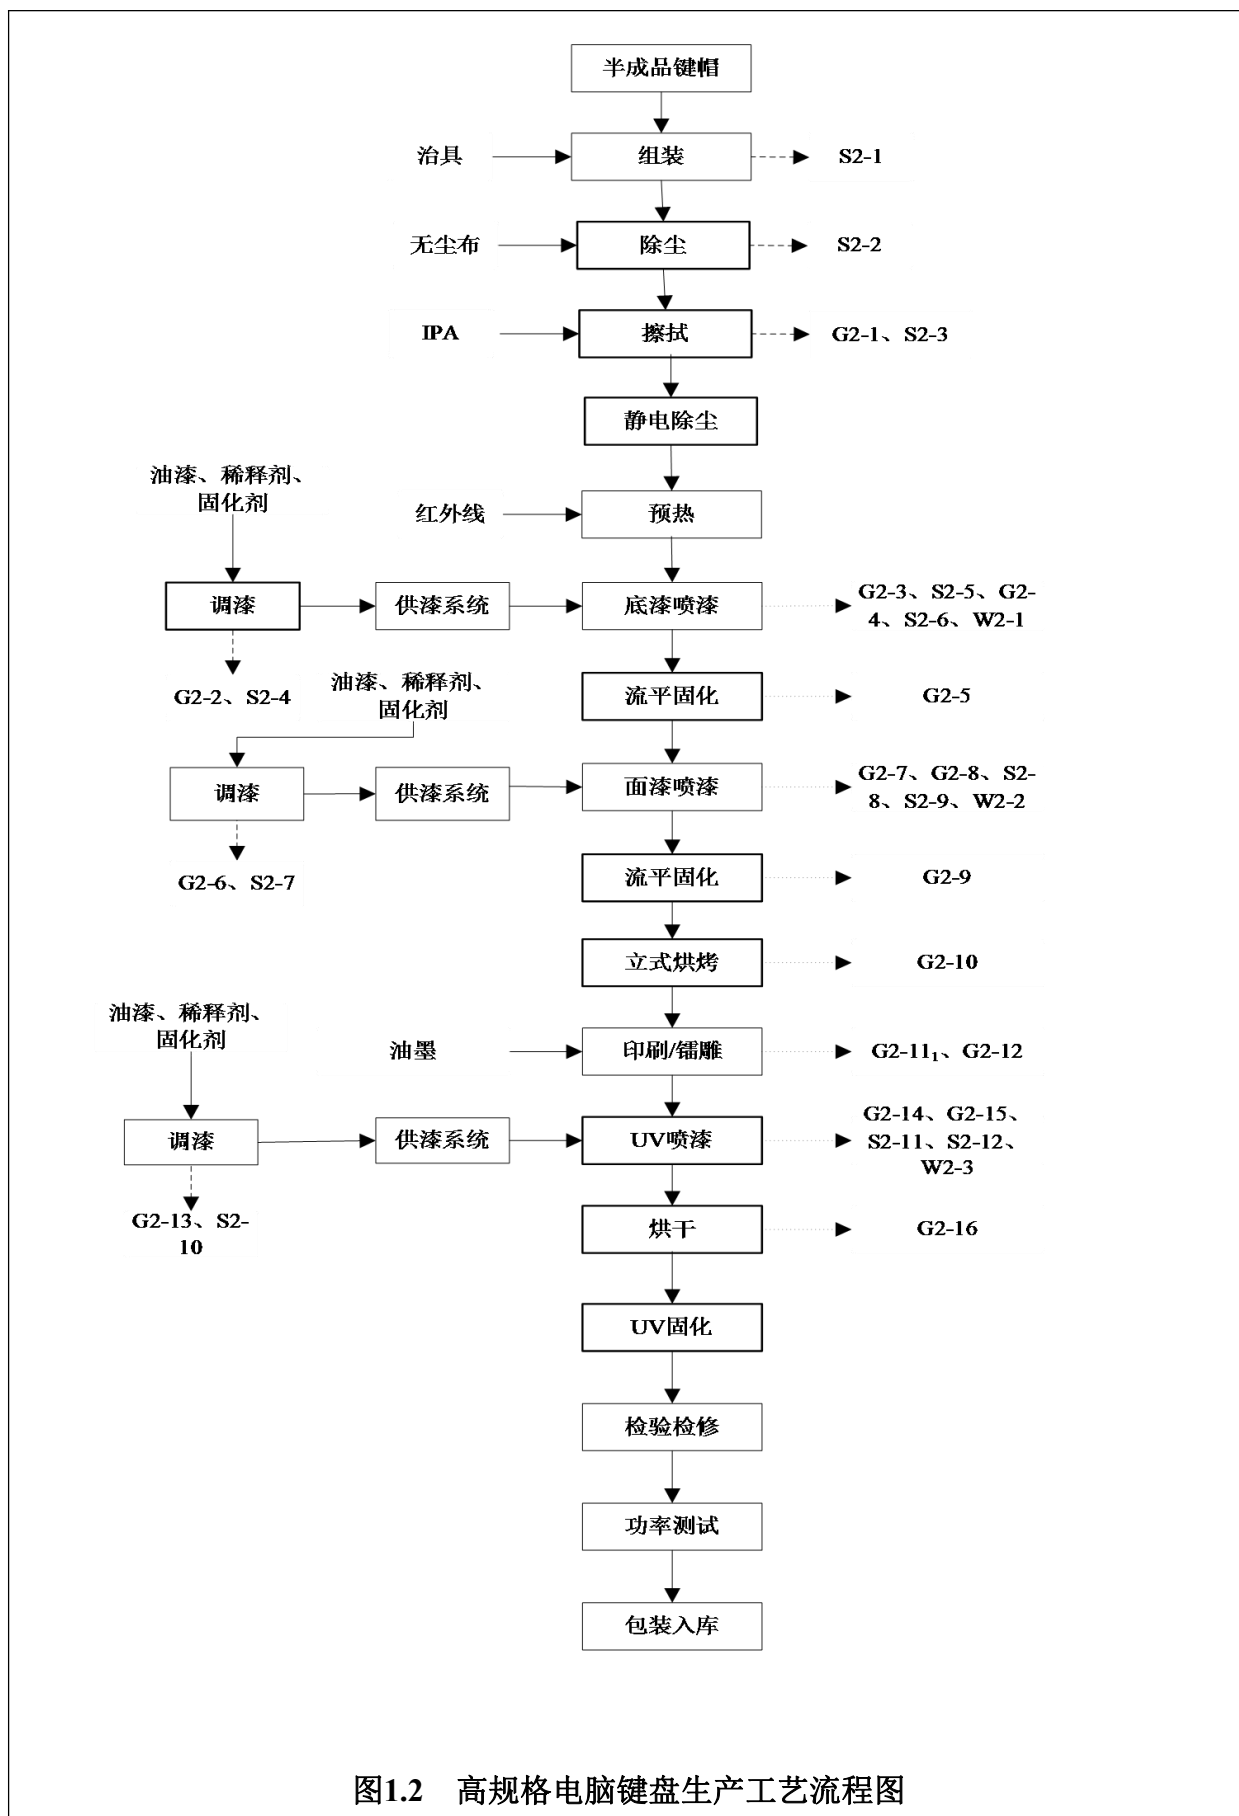 半成品键帽
治具
组装
S2-1
无尘布
除尘
S2-2
IPA
擦拭
G2-1、S2-3
静电除尘
油漆、稀释剂、
固化剂
红外线
预热
调漆
供漆系统
底漆喷漆
G2-3、S2-5、G2-
4、S2-6、W2-1
G2-2、S2-4
油漆、稀释剂、
固化剂
流平固化
G2-5
调漆
供漆系统
面漆喷漆
G2-7、G2-8、S2-
8、S2-9、W2-2
G2-6、S2-7
流平固化
G2-9
立式烘烤
G2-10
油漆、稀释剂、
固化剂
油墨
印刷/镭雕
G2-11₁、G2-12
调漆
供漆系统
UV喷漆
G2-14、G2-15、
S2-11、S2-12、
W2-3
G2-13、S2-
10
烘干
G2-16
UV固化
检验检修
功率测试
包装入库
图1.2 高规格电脑键盘生产工艺流程图